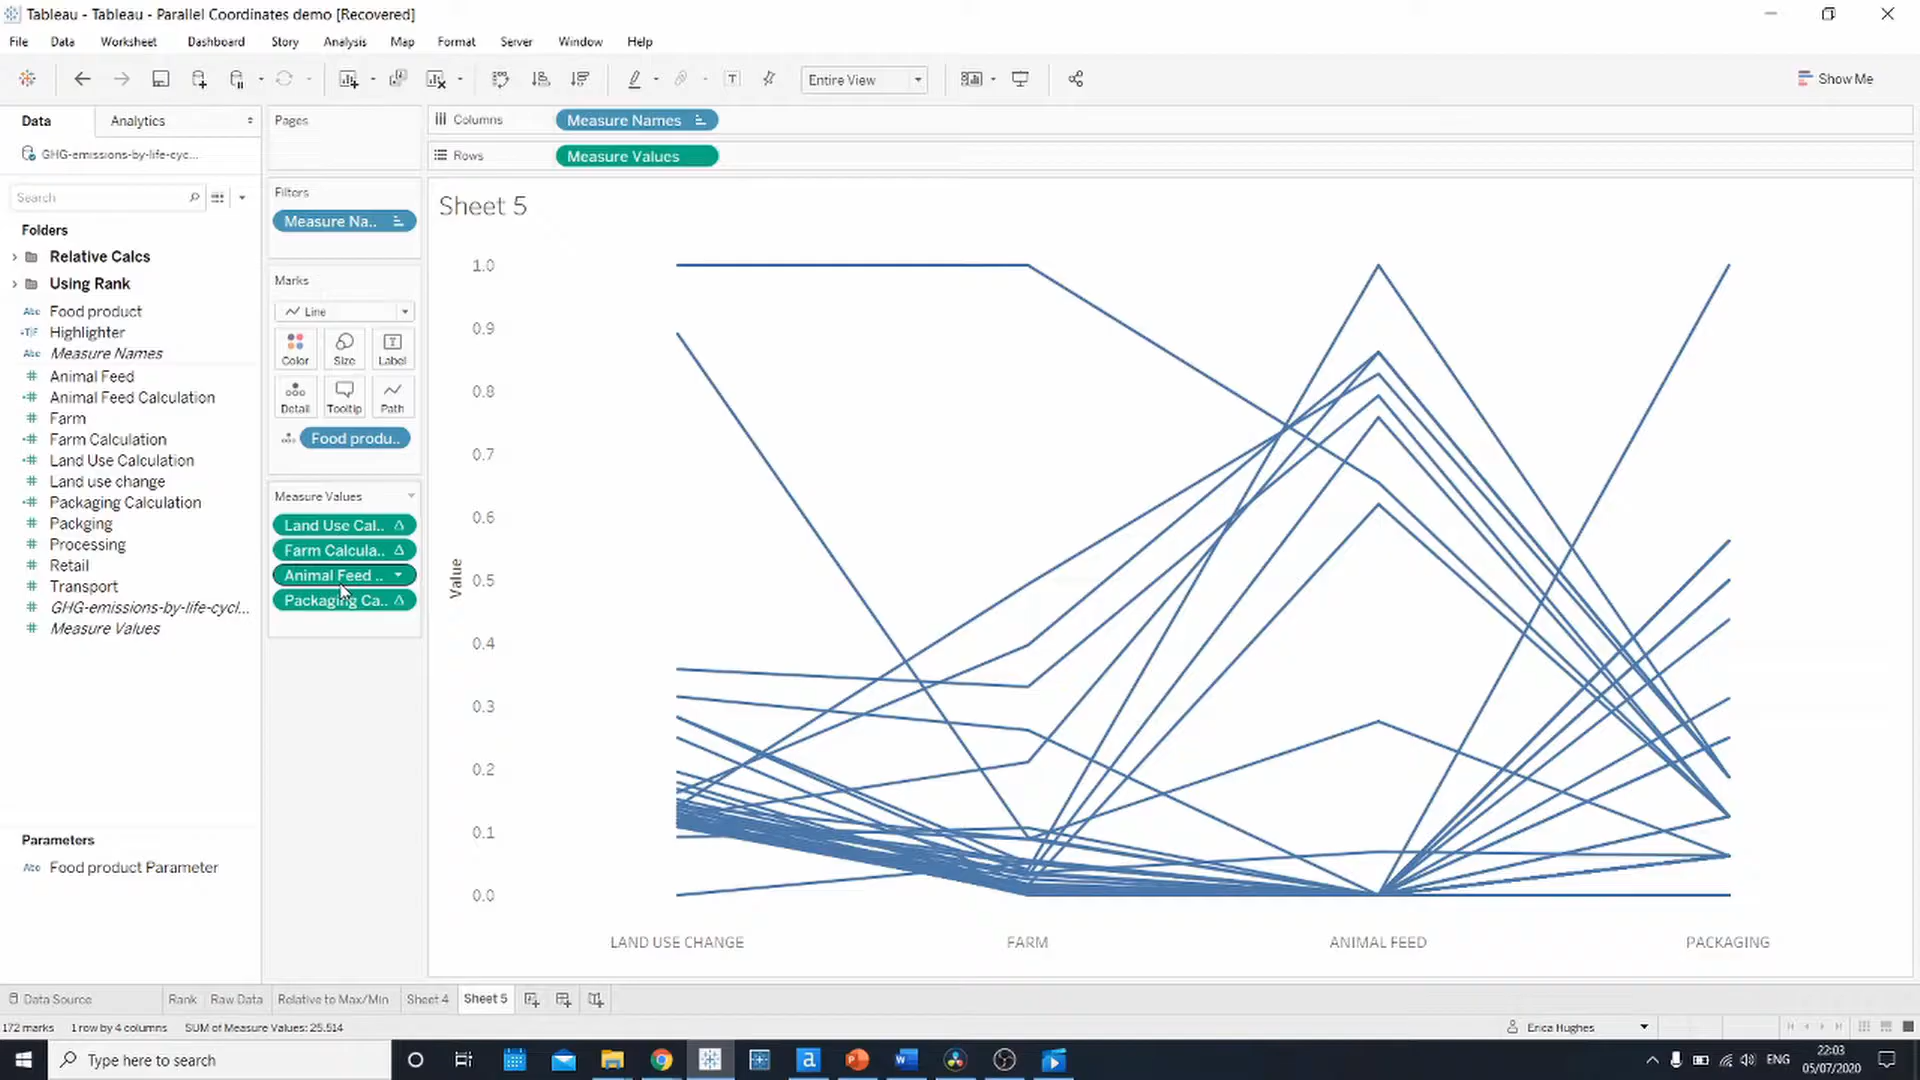 Tableau - Tableau - Parallel Coordinates demo [Recovered]
File Data Worksheet Dashboard Story Analysis Map Format Server Window Help
Entire View
Show Me
Data Analytics
GHG-emissions-by-life-cyc...
Search
Folders
Relative Calcs
Using Rank
Abc Food product
T|F Highlighter
Abc Measure Names
Animal Feed
Animal Feed Calculation
Farm
Farm Calculation
Land Use Calculation
Land use change
Packaging Calculation
Packging
Processing
Retail
Transport
GHG-emissions-by-life-cycl...
Measure Values
Parameters
Abc Food product Parameter
Pages
Filters
Measure Na..
Marks
Line
Color Size Label
Detail Tooltip Path
Food produ..
Measure Values
Land Use Cal..
Farm Calcula..
Animal Feed ..
Packaging Ca..
Columns Measure Names
Rows Measure Values
Sheet 5
1.0
0.9
0.8
0.7
0.6
0.5
0.4
0.3
0.2
0.1
0.0
Value
LAND USE CHANGE FARM ANIMAL FEED PACKAGING
Data Source Rank Raw Data Relative to Max/Min Sheet 4 Sheet 5
172 marks 1 row by 4 columns SUM of Measure Values: 25.514
Erica Hughes
Type here to search
ENG
22:03
05/07/2020